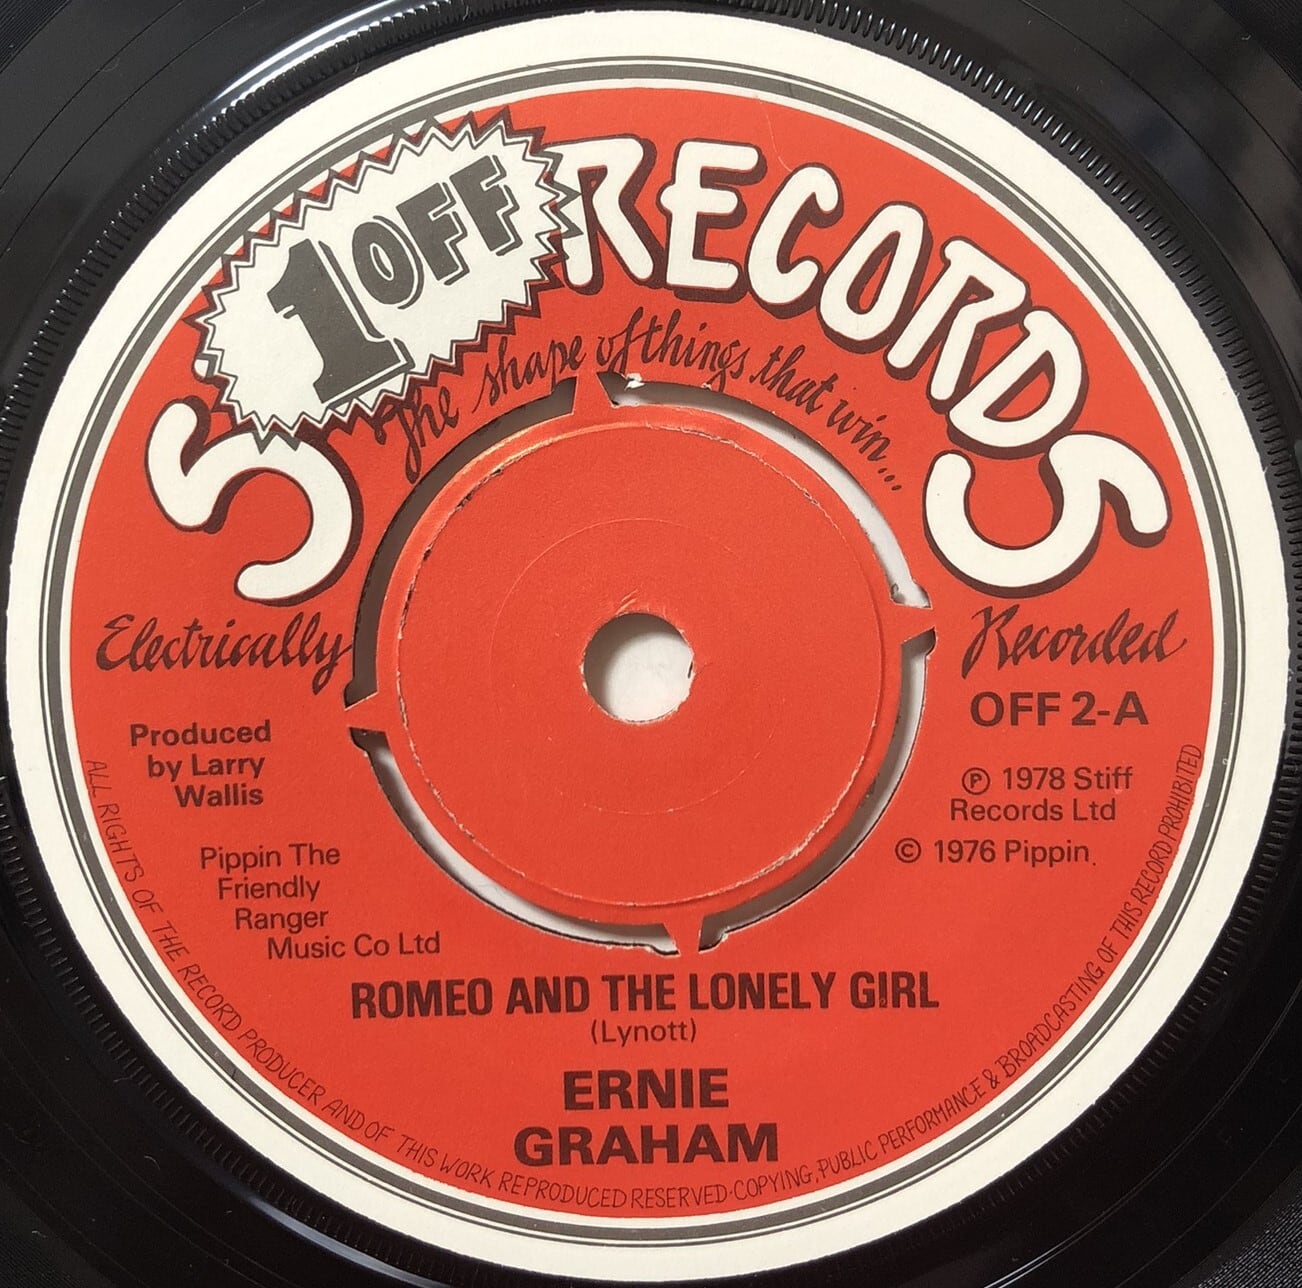 S 1 OFF RECORDS
The shape of things that win...
Electrically Recorded
OFF 2-A
Produced
by Larry
Wallis
℗ 1978 Stiff
Records Ltd
© 1976 Pippin.
Pippin The
Friendly
Ranger
Music Co Ltd
ROMEO AND THE LONELY GIRL
(Lynott)
ERNIE
GRAHAM
ALL RIGHTS OF THE RECORD PRODUCER AND OF THIS WORK REPRODUCED RESERVED·COPYING, PUBLIC PERFORMANCE & BROADCASTING OF THIS RECORD PROHIBITED